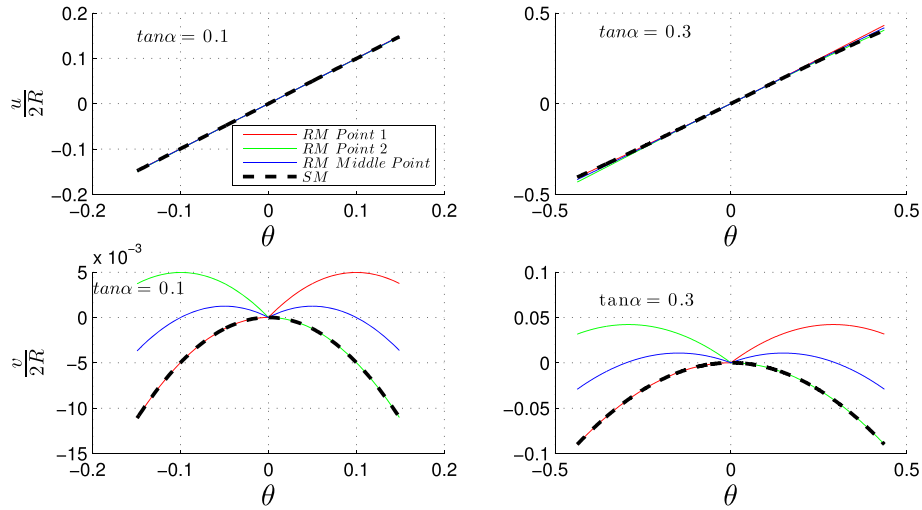 0.2
0.1
0
−0.1
−0.2
−0.2
−0.1
0
0.1
0.2
tanα = 0.1
u
2R
θ
RM Point 1
RM Point 2
RM Middle Point
SM
0.5
0
−0.5
−0.5
0
0.5
tanα = 0.3
θ
x 10⁻³
5
0
−5
−10
−15
−0.2
−0.1
0
0.1
0.2
tanα = 0.1
v
2R
θ
0.1
0.05
0
−0.05
−0.1
−0.5
0
0.5
tanα = 0.3
θ